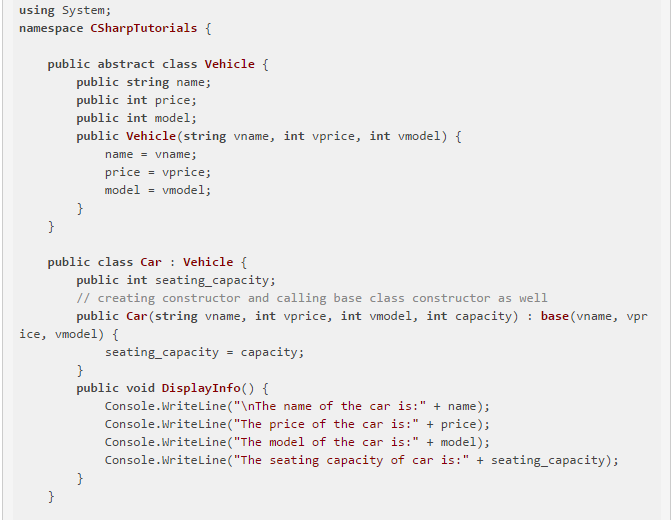 using System;
namespace CSharpTutorials {
public abstract class Vehicle {
public string name;
public int price;
public int model;
public Vehicle(string vname, int vprice, int vmodel) {
name = vname;
price = vprice;
model = vmodel;
}
}
public class Car : Vehicle {
public int seating_capacity;
// creating constructor and calling base class constructor as well
public Car(string vname, int vprice, int vmodel, int capacity) : base(vname, vpr
ice, vmodel) {
seating_capacity = capacity;
}
public void DisplayInfo() {
Console.WriteLine("\nThe name of the car is:" + name);
Console.WriteLine("The price of the car is:" + price);
Console.WriteLine("The model of the car is:" + model);
Console.WriteLine("The seating capacity of car is:" + seating_capacity);
}
}